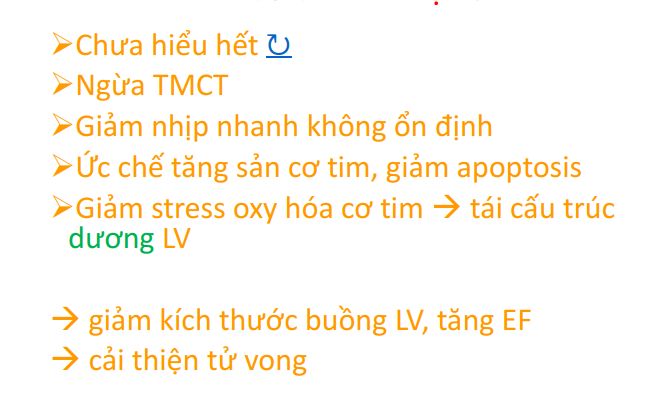 ➢Chưa hiểu hết ↻
➢Ngừa TMCT
➢Giảm nhịp nhanh không ổn định
➢Ức chế tăng sản cơ tim, giảm apoptosis
➢Giảm stress oxy hóa cơ tim → tái cấu trúc
dương LV
→ giảm kích thước buồng LV, tăng EF
→ cải thiện tử vong